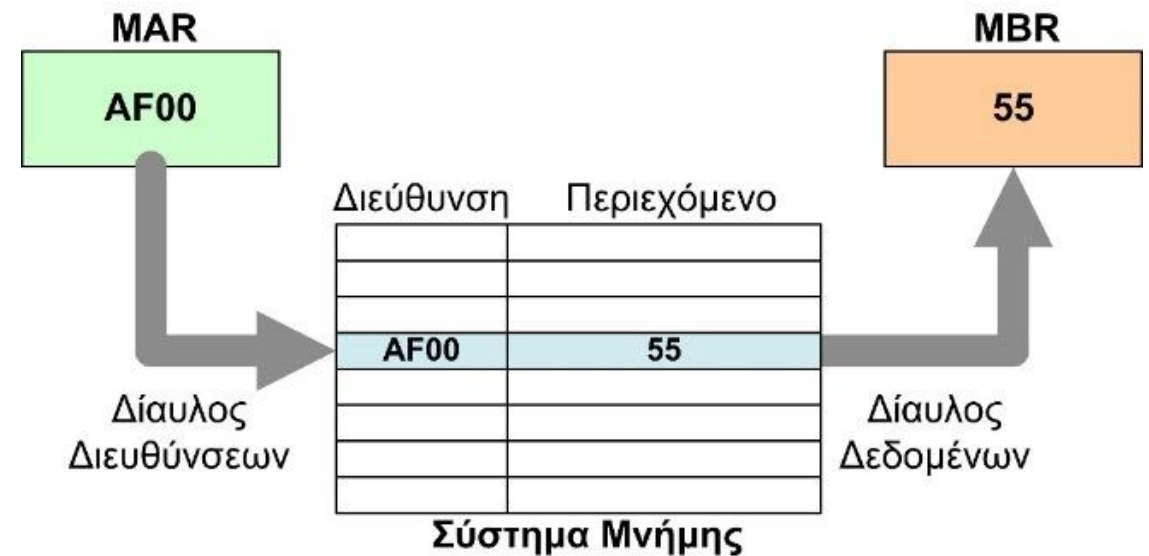 MAR
MBR
AF00
55
Διεύθυνση
Περιεχόμενο
AF00
55
Δίαυλος
Διευθύνσεων
Δίαυλος
Δεδομένων
Σύστημα Μνήμης